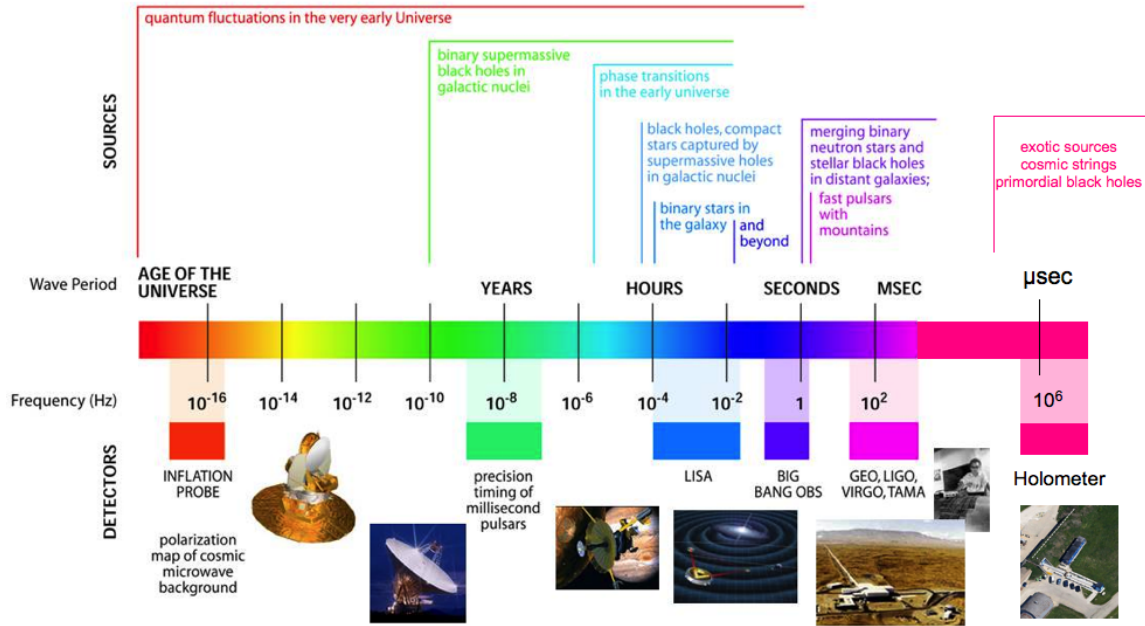 quantum fluctuations in the very early Universe
binary supermassive
black holes in
galactic nuclei
phase transitions
in the early universe
black holes, compact
stars captured by
supermassive holes
in galactic nuclei
merging binary
neutron stars and
stellar black holes
in distant galaxies;
exotic sources
cosmic strings
primordial black holes
SOURCES
binary stars in
the galaxy
and
beyond
fast pulsars
with
mountains
Wave Period
AGE OF THE
UNIVERSE
YEARS
HOURS
SECONDS
MSEC
µsec
Frequency (Hz)
10⁻¹⁶
10⁻¹⁴
10⁻¹²
10⁻¹⁰
10⁻⁸
10⁻⁶
10⁻⁴
10⁻²
1
10²
10⁶
DETECTORS
INFLATION
PROBE
precision
timing of
millisecond
pulsars
LISA
BIG
BANG OBS
GEO, LIGO,
VIRGO, TAMA
Holometer
polarization
map of cosmic
microwave
background